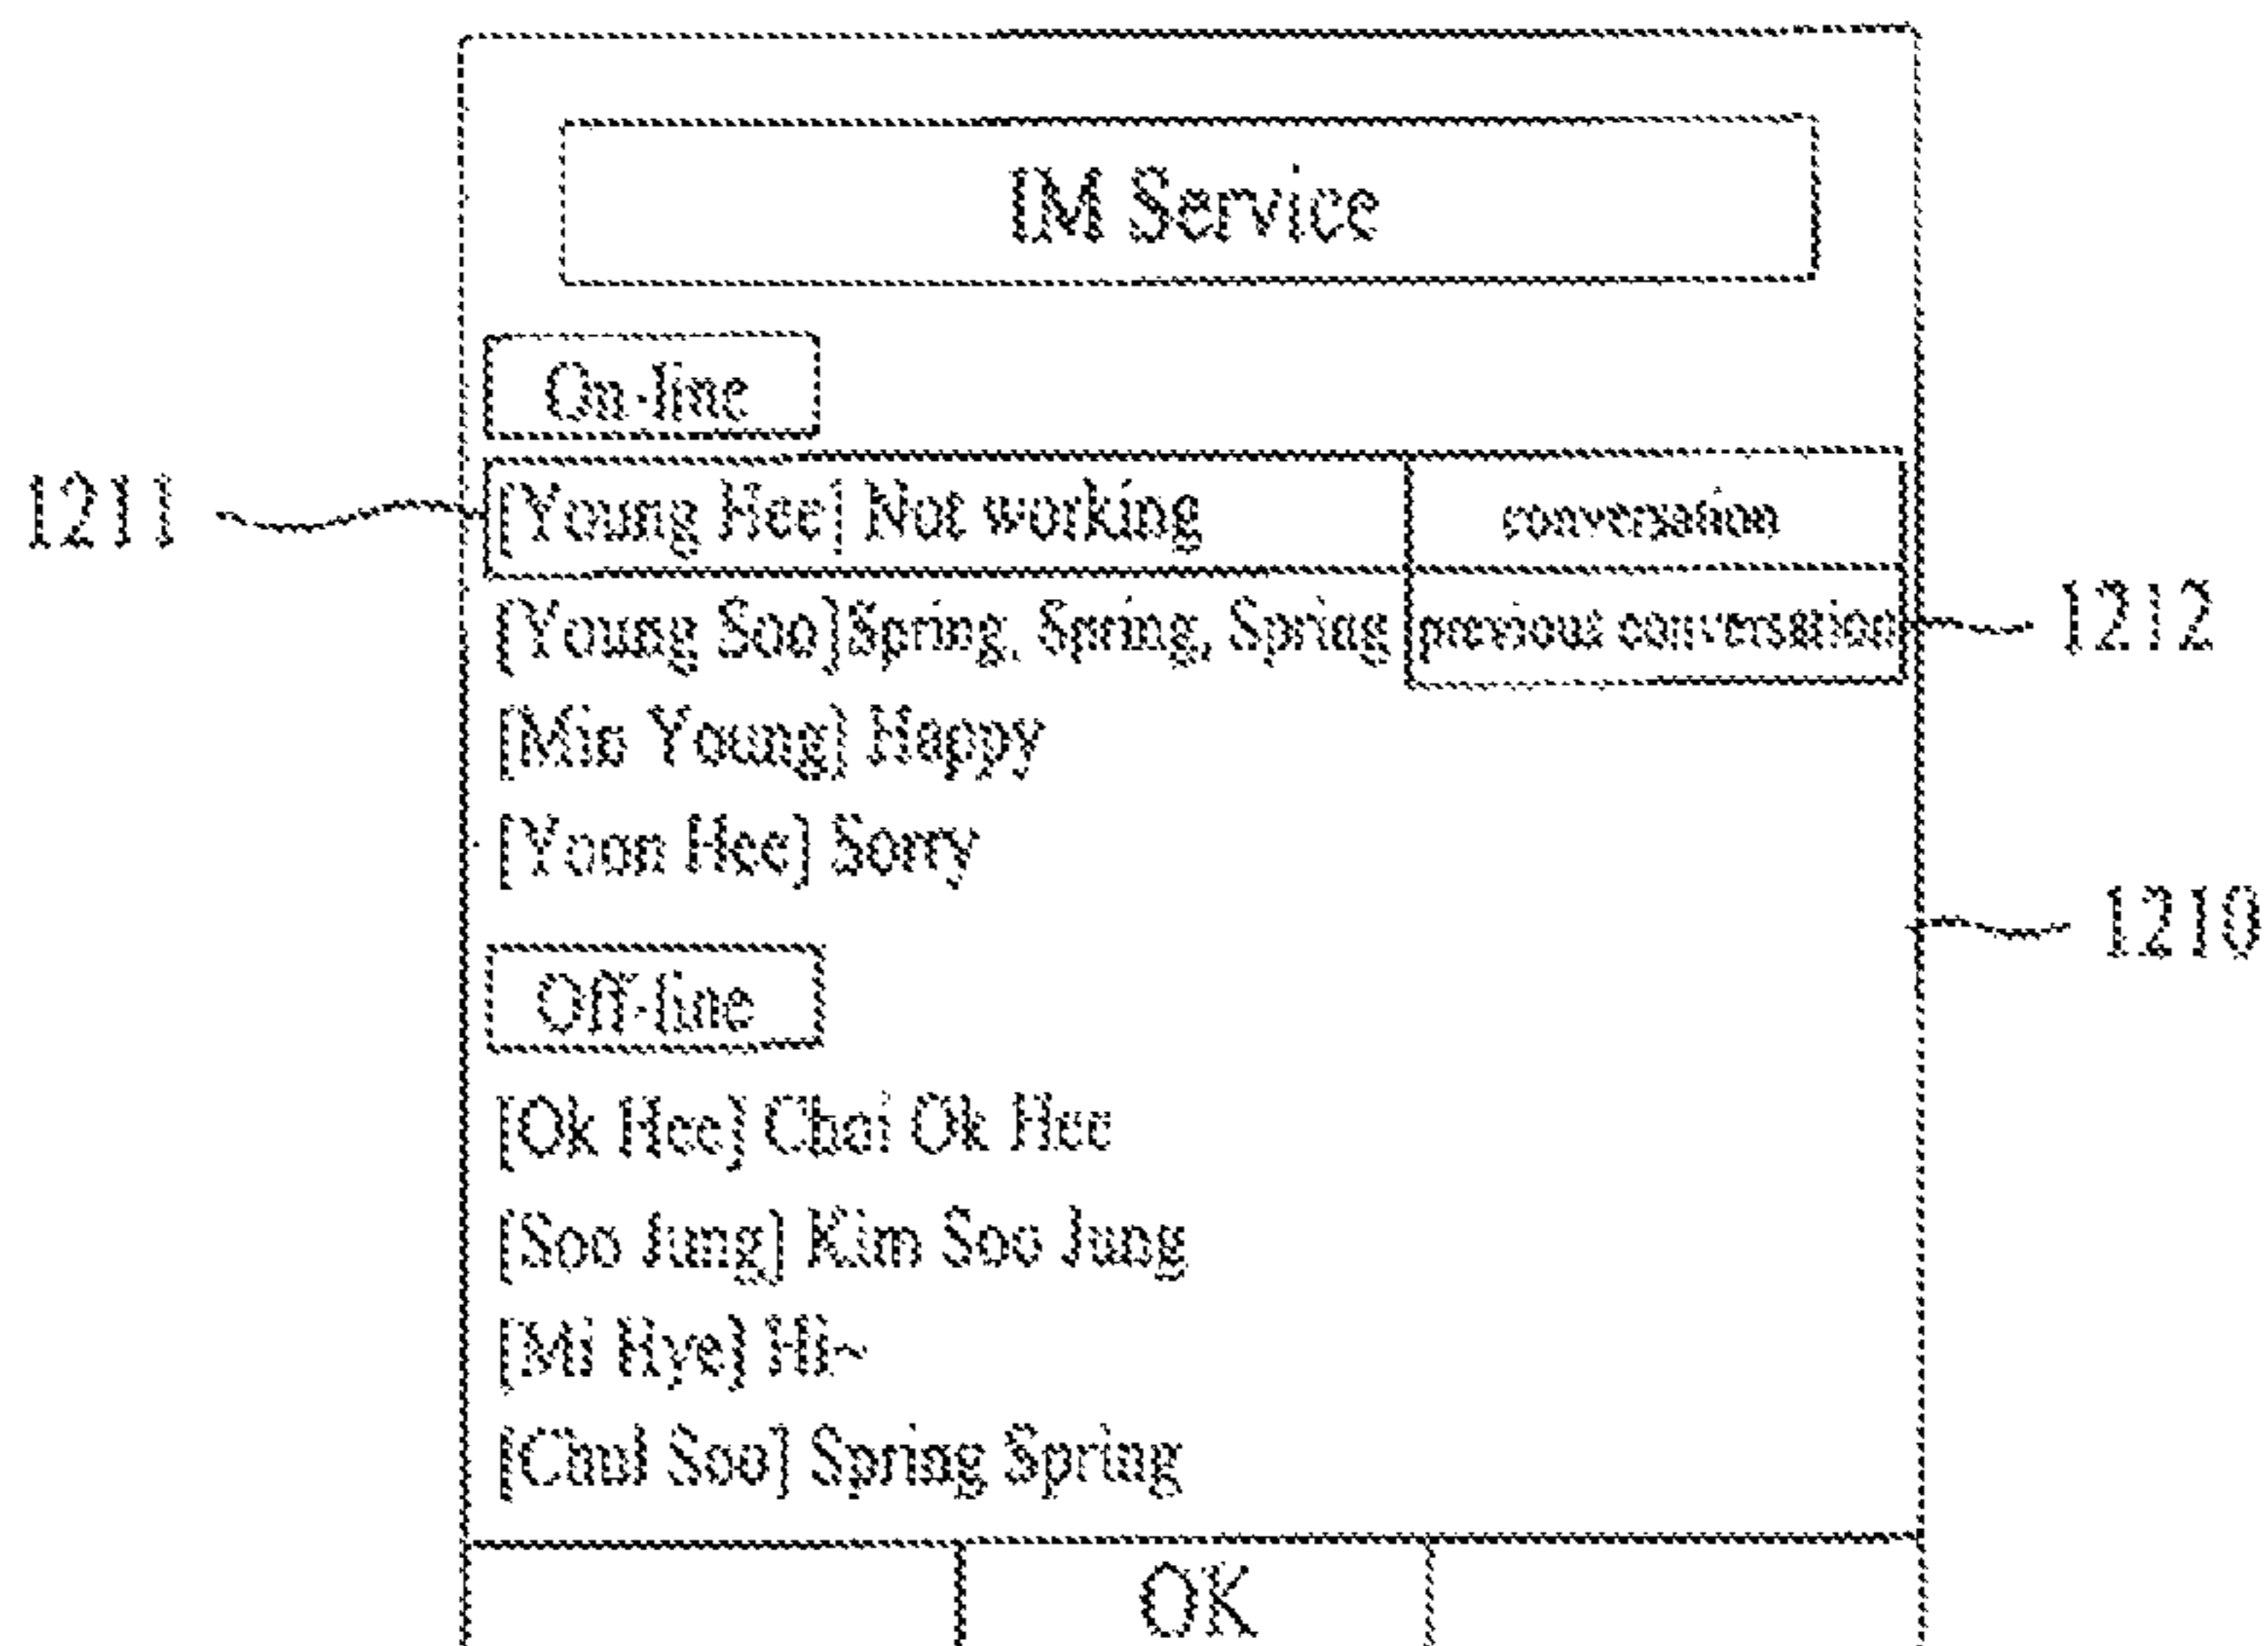 IM Service
On-line
1211 [Young Hee] Not working conversation
[Young Soo]Spring, Spring, Spring previous conversation 1212
[Min Young] Happy
[Yoon Hee] Sorry
1210
Off-line
[Ok Hee] Chai Ok Hee
[Soo Jung] Kim Soo Jung
[Mi Hye] Hi~
[Chul Soo] Spring Spring
OK